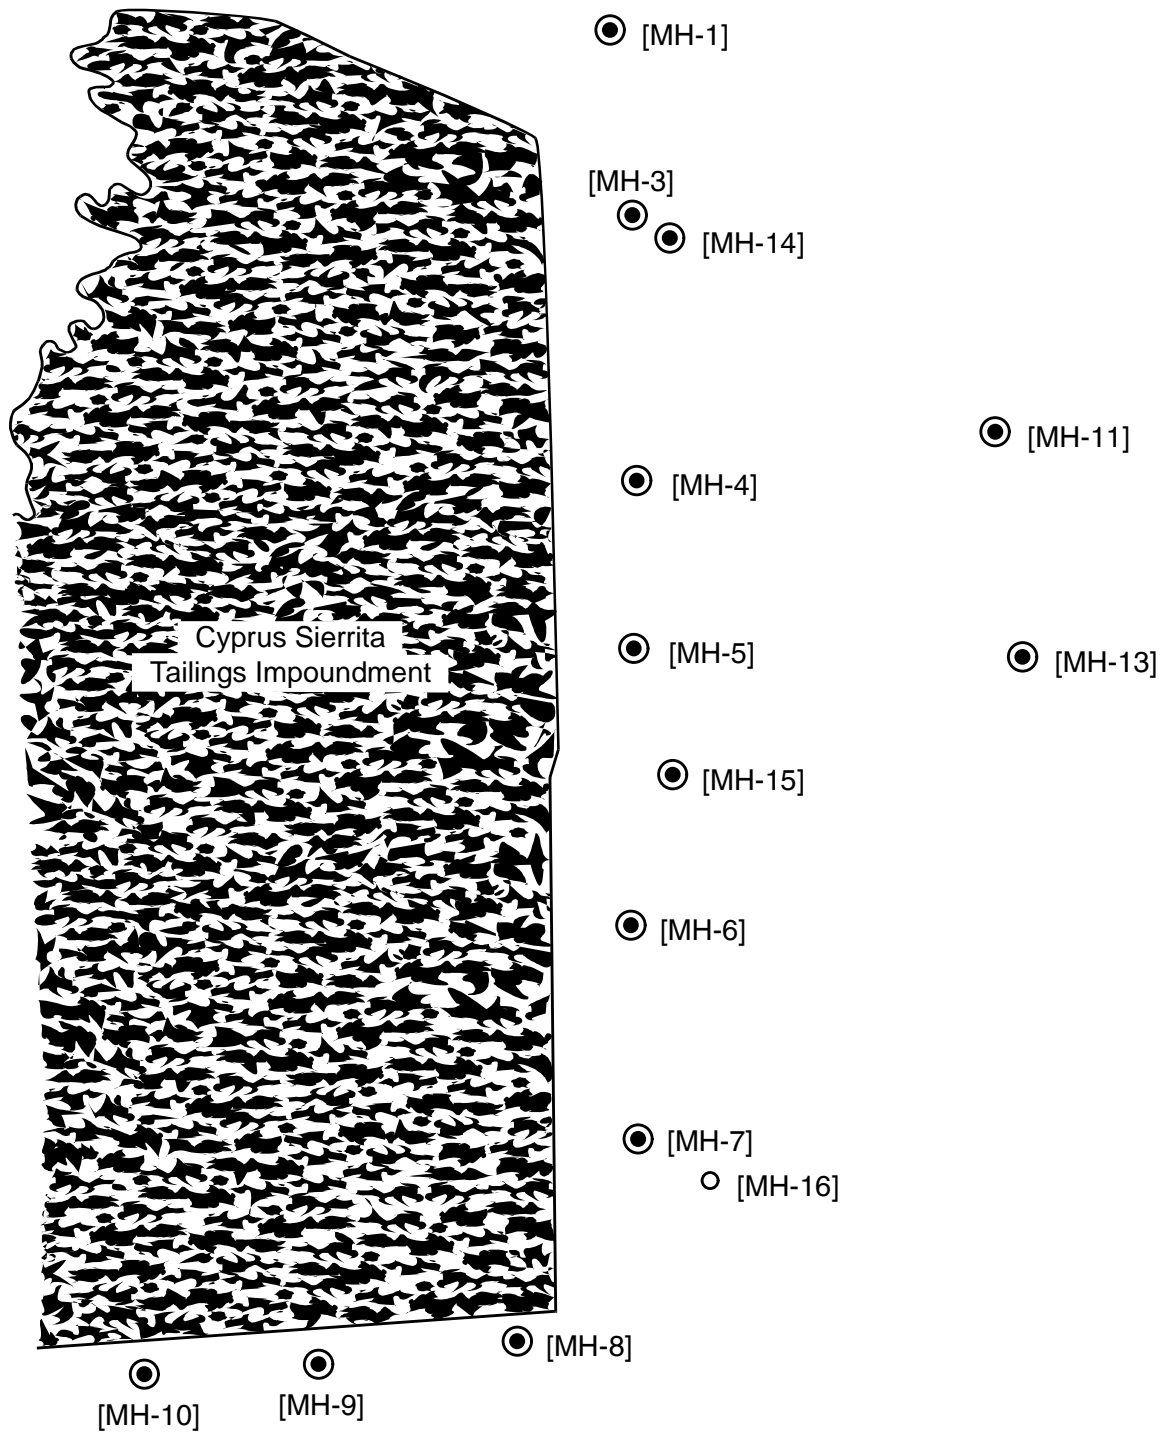 [MH-1]
[MH-3]
[MH-14]
[MH-11]
[MH-4]
Cyprus Sierrita
Tailings Impoundment
[MH-5]
[MH-13]
[MH-15]
[MH-6]
[MH-7]
[MH-16]
[MH-8]
[MH-9]
[MH-10]